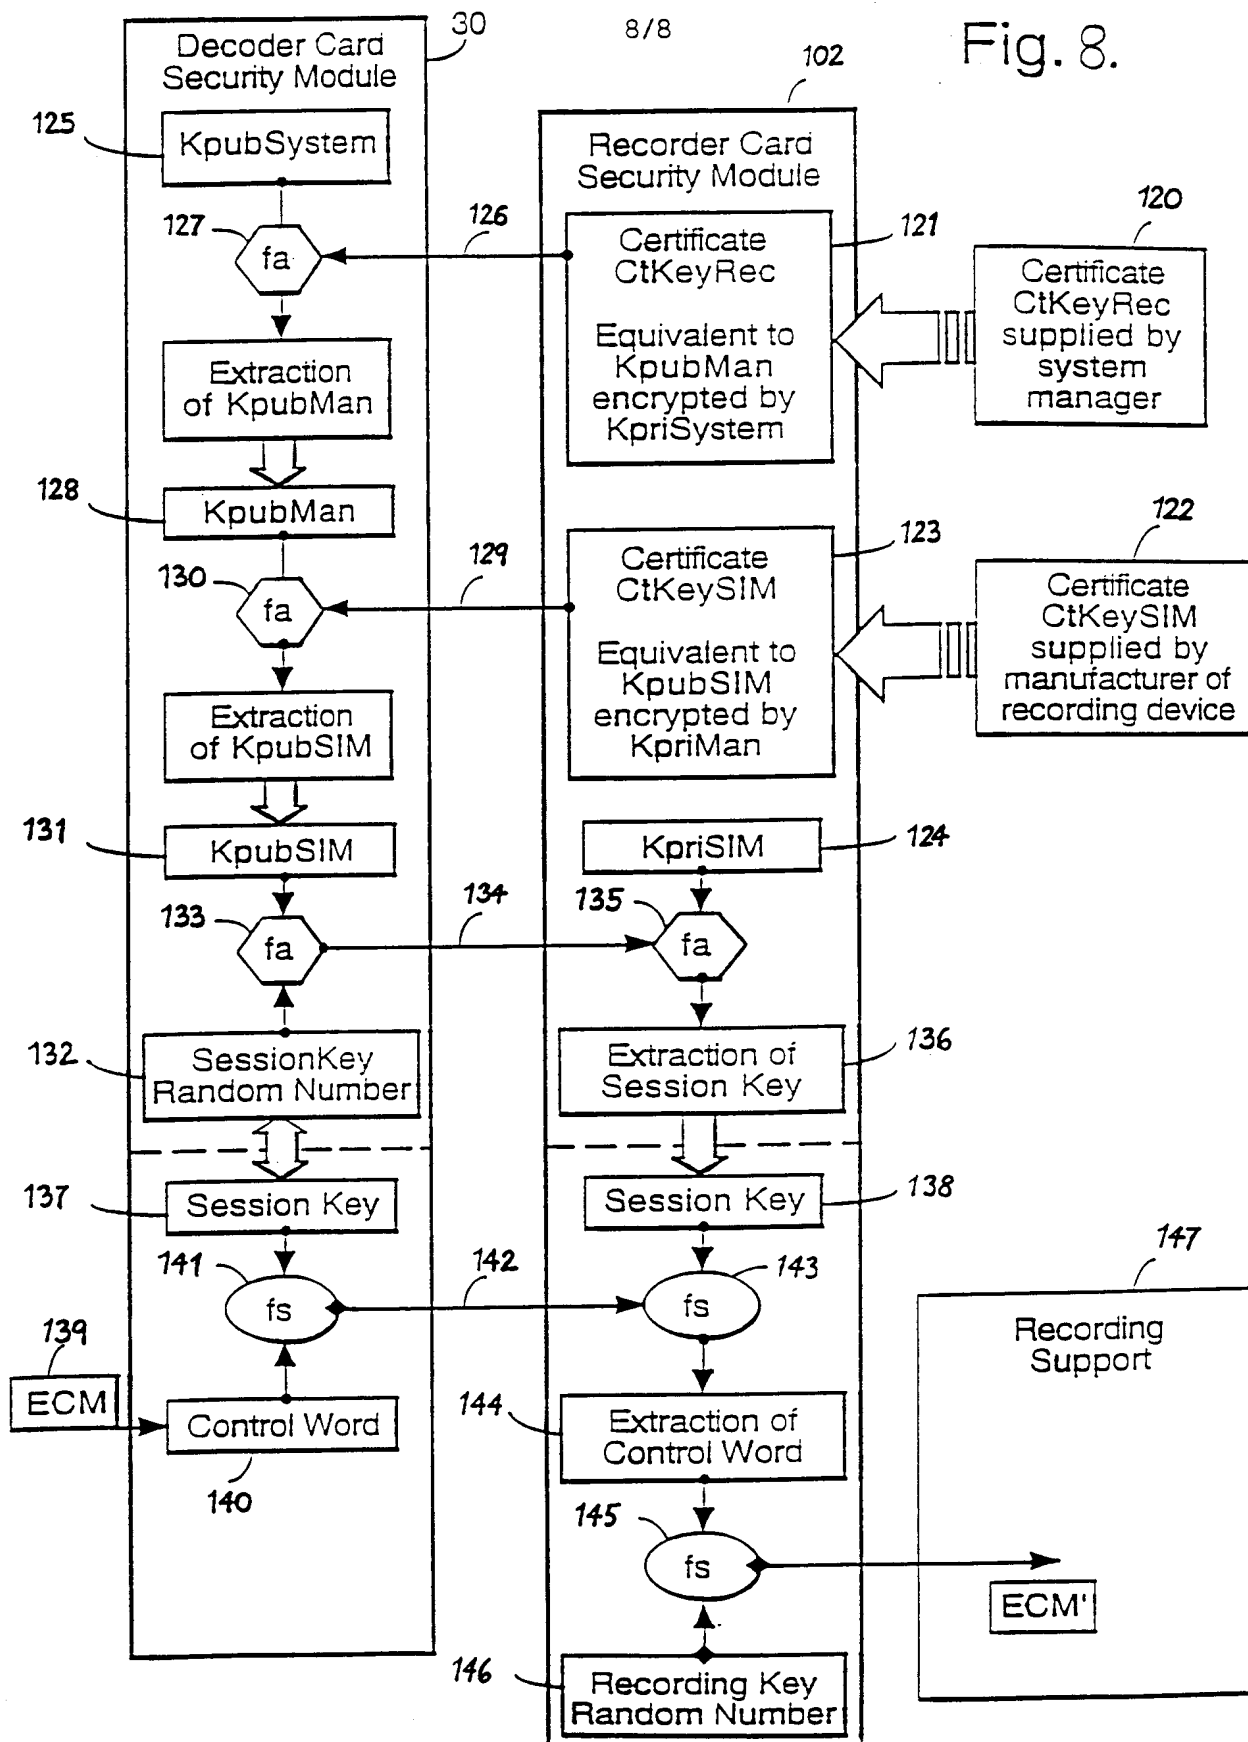 8/8
Fig. 8.
30
Decoder Card
Security Module
125
KpubSystem
127
fa
Extraction
of KpubMan
128
KpubMan
130
fa
Extraction
of KpubSIM
131
KpubSIM
133
fa
132
SessionKey
Random Number
137
Session Key
141
fs
139
ECM
Control Word
140
126
129
134
142
102
Recorder Card
Security Module
121
Certificate
CtKeyRec
Equivalent to
KpubMan
encrypted by
KpriSystem
123
Certificate
CtKeySIM
Equivalent to
KpubSIM
encrypted by
KpriMan
KpriSIM
124
135
fa
136
Extraction of
Session Key
Session Key
138
143
fs
144
Extraction of
Control Word
145
fs
146
Recording Key
Random Number
120
Certificate
CtKeyRec
supplied by
system
manager
122
Certificate
CtKeySIM
supplied by
manufacturer of
recording device
147
Recording
Support
ECM'